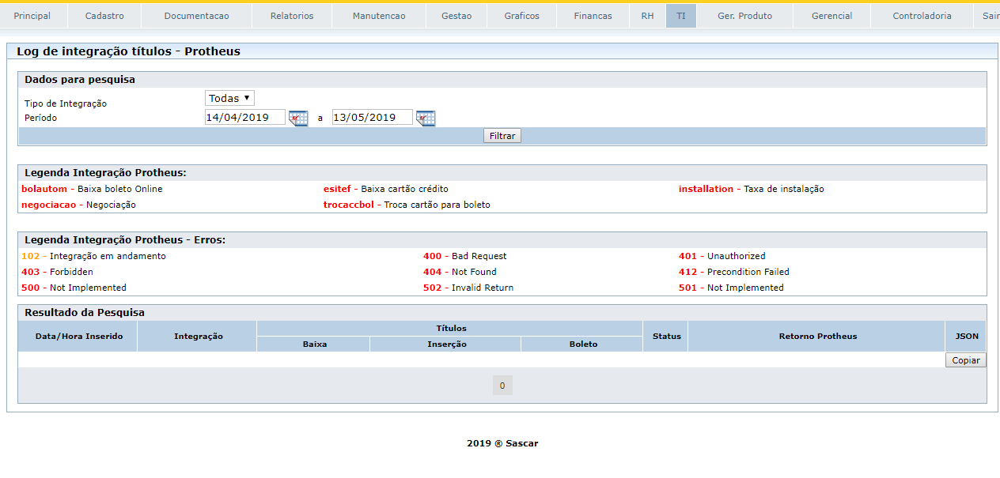 Principal Cadastro Documentacao Relatorios Manutencao Gestao Graficos Financas RH TI Ger. Produto Gerencial Controladoria Sair
Log de integração títulos - Protheus
Dados para pesquisa
Tipo de Integração Todas
Período 14/04/2019 a 13/05/2019
Filtrar
Legenda Integração Protheus:
bolautom - Baixa boleto Online esitef - Baixa cartão crédito installation - Taxa de instalação
negociacao - Negociação trocaccbol - Troca cartão para boleto
Legenda Integração Protheus - Erros:
102 - Integração em andamento 400 - Bad Request 401 - Unauthorized
403 - Forbidden 404 - Not Found 412 - Precondition Failed
500 - Not Implemented 502 - Invalid Return 501 - Not Implemented
Resultado da Pesquisa
Data/Hora Inserido Integração Títulos Status Retorno Protheus JSON
Baixa Inserção Boleto
Copiar
0
2019 ® Sascar